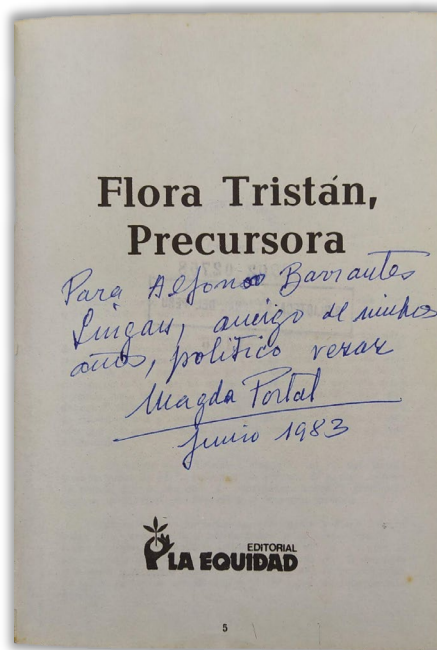 Flora Tristán,
Precursora
Para Alfonso Barrantes
Lingan, amigo de muchos
años, político veraz
Magda Portal
Junio 1983
EDITORIAL
LA EQUIDAD
5